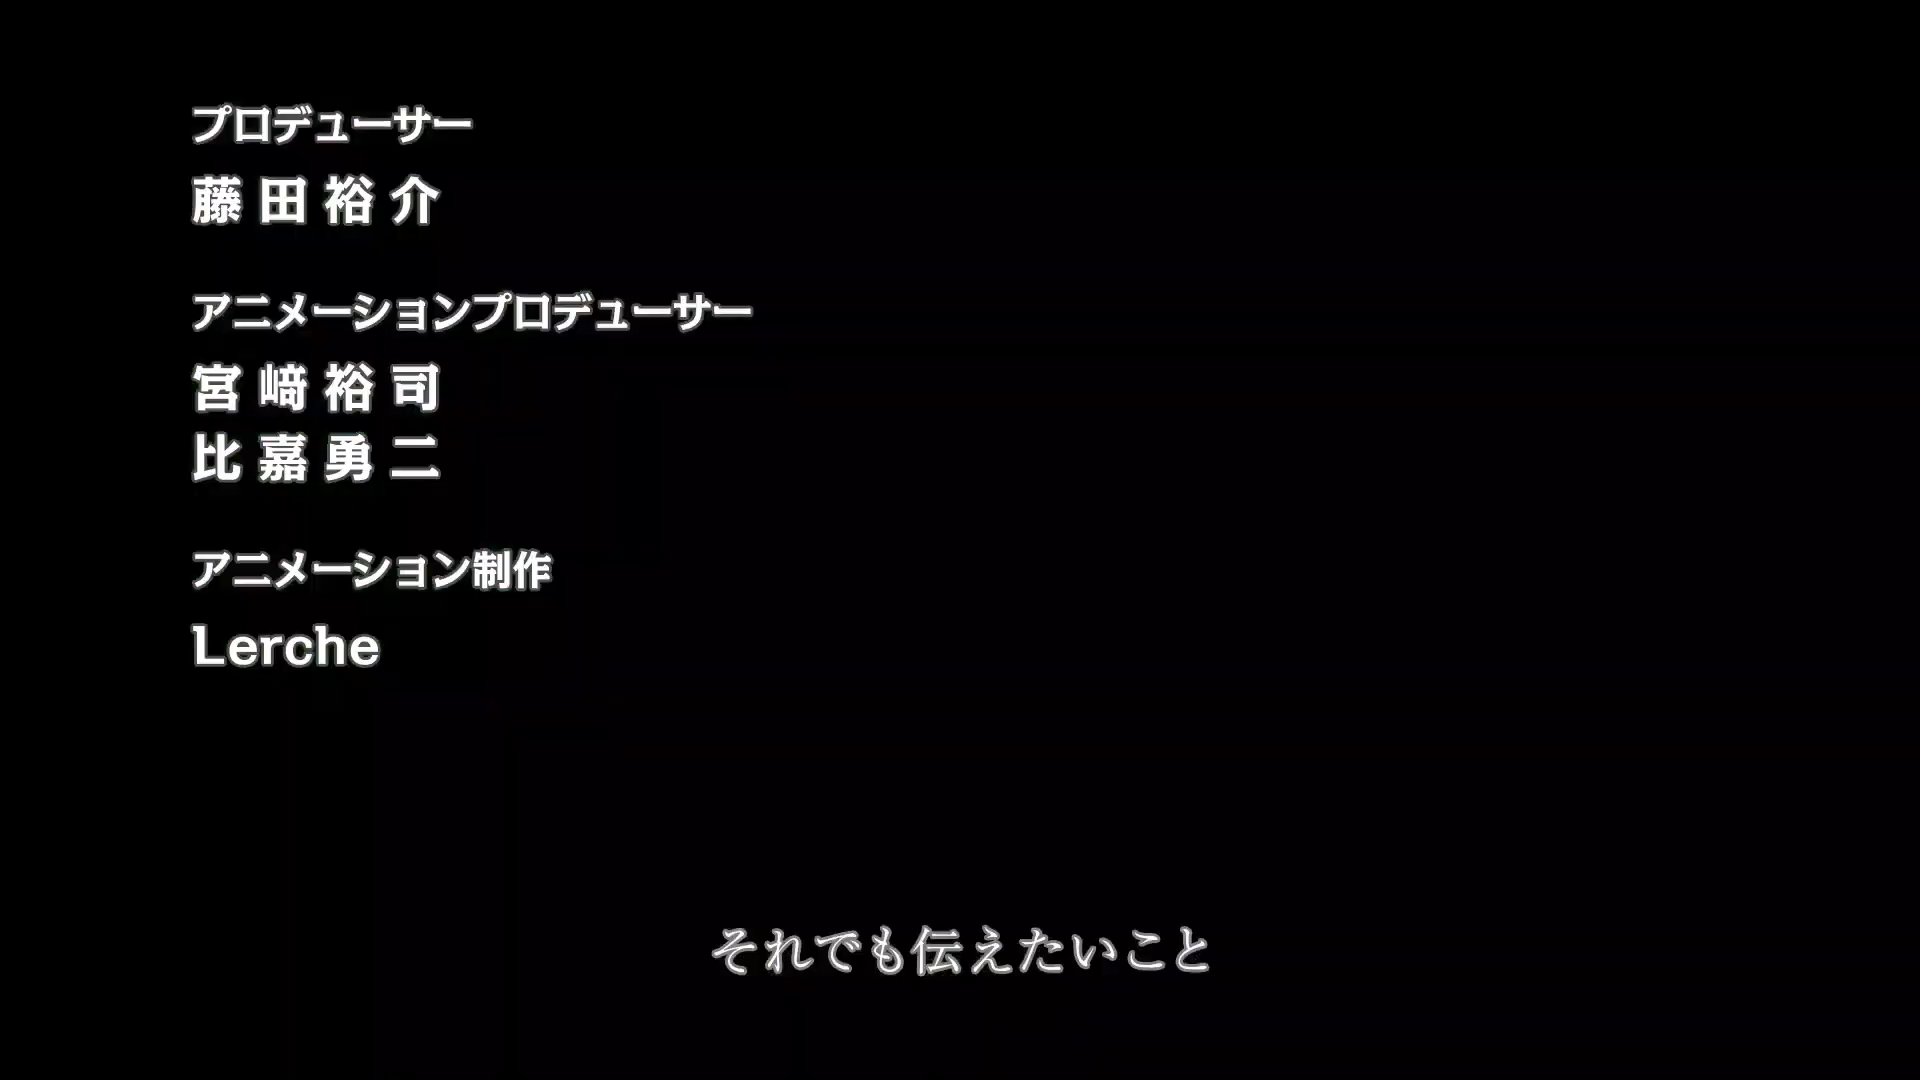 プロデューサー
藤田裕介
アニメーションプロデューサー
宮﨑裕司
比嘉勇二
アニメーション制作
Lerche
それでも伝えたいこと